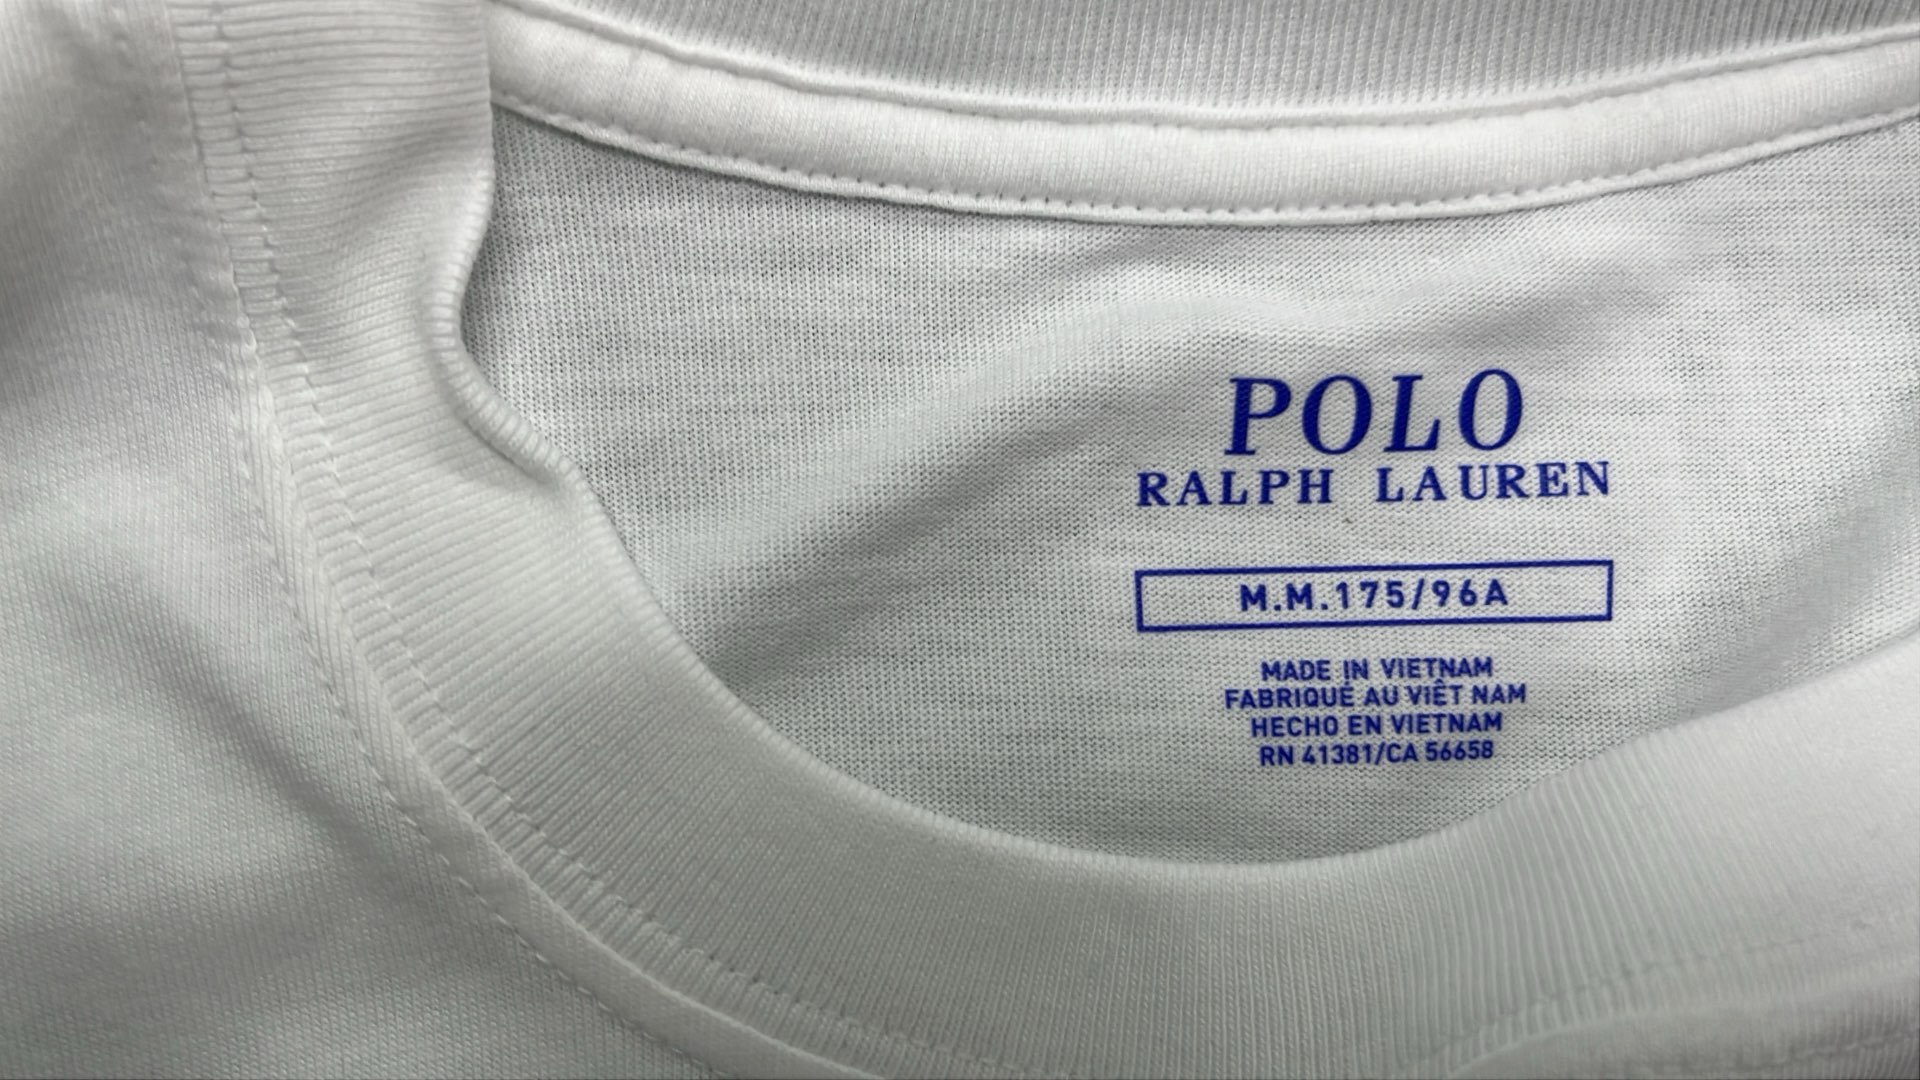 POLO
RALPH LAUREN
M.M.175/96A
MADE IN VIETNAM
FABRIQUÉ AU VIÊT NAM
HECHO EN VIETNAM
RN 41381/CA 56658